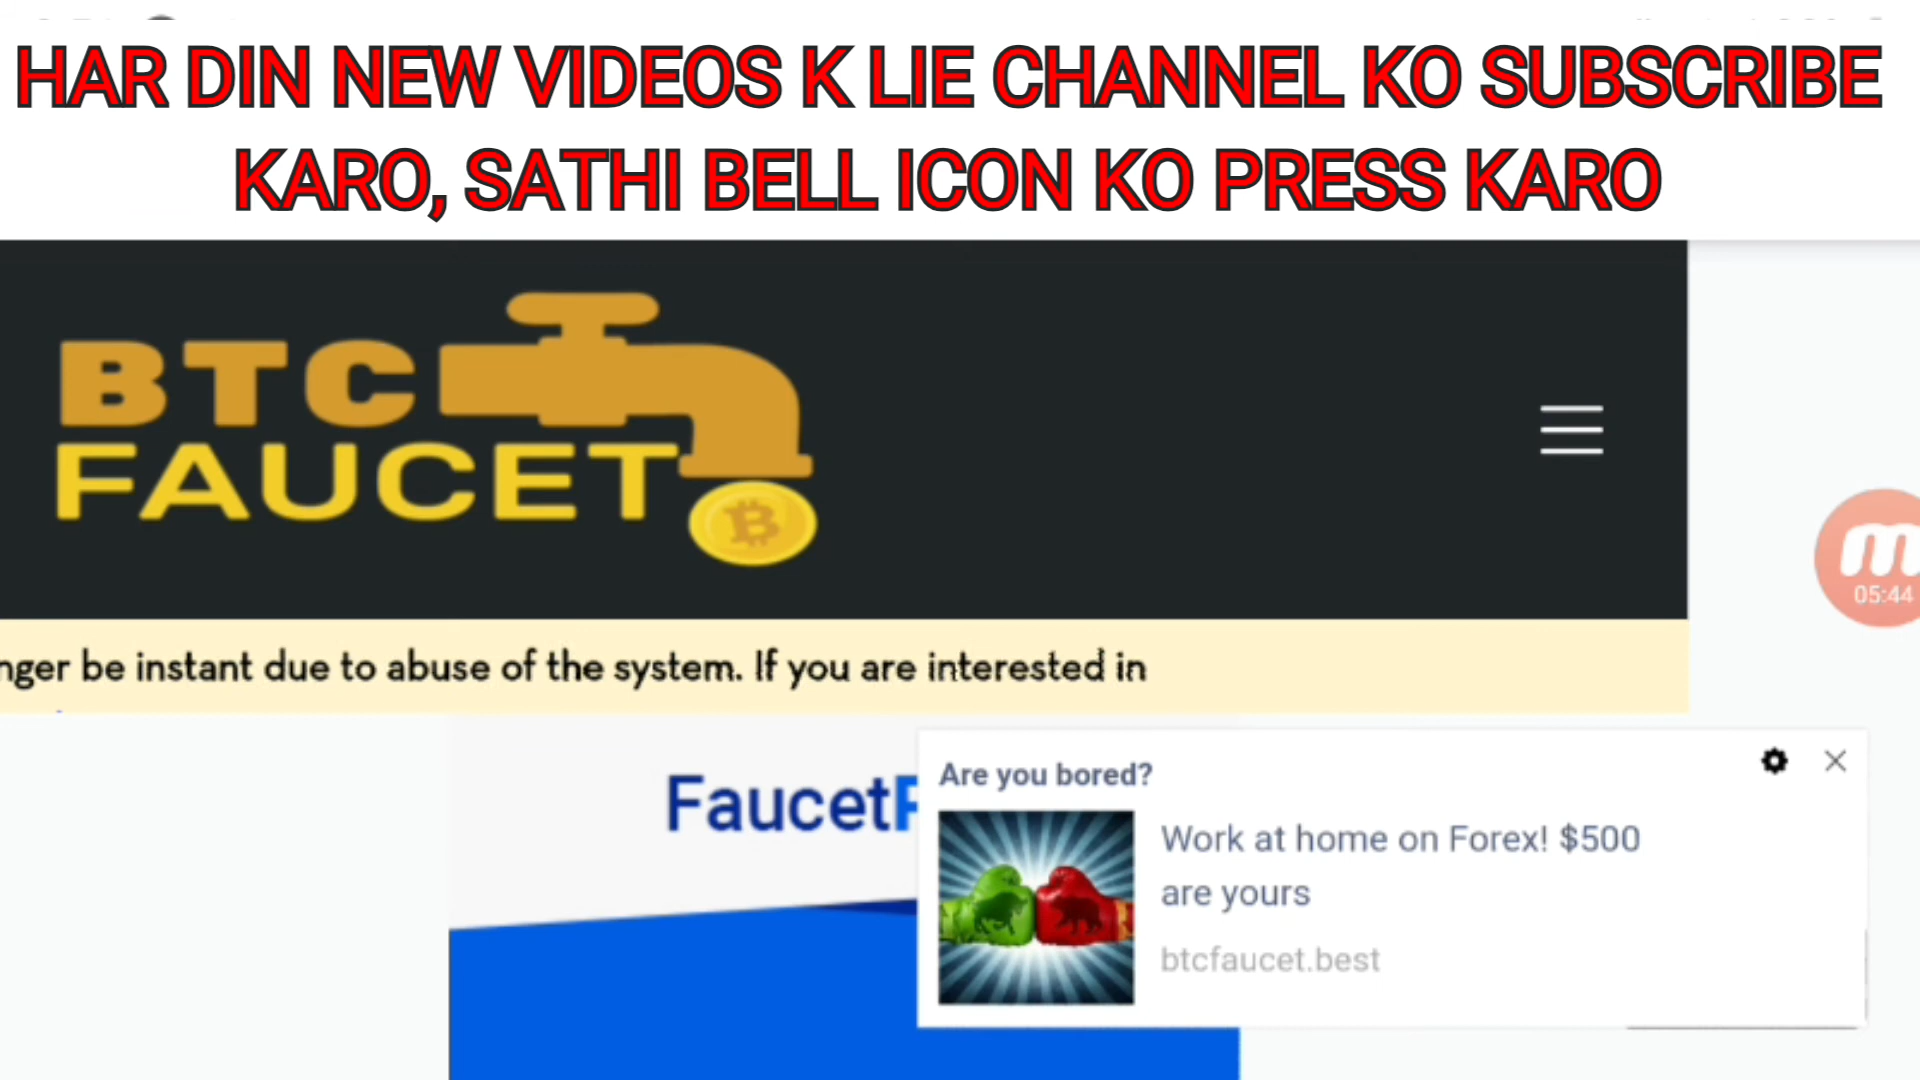 HAR DIN NEW VIDEOS K LIE CHANNEL KO SUBSCRIBE
KARO, SATHI BELL ICON KO PRESS KARO
BTC
FAUCET
05:44
be instant due to abuse of the system. If you are interested in
Are you bored?
Work at home on Forex! $500
are yours
btcfaucet.best